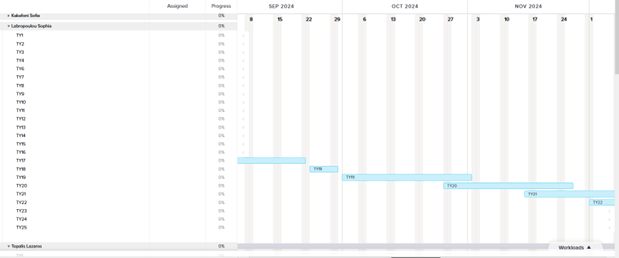 Assigned Progress SEP 2024 OCT 2024 NOV 2024
8 15 22 29 6 13 20 27 3 10 17 24 1
Kakafoni Sofia 0%
Labropoulou Sophia 0%
TY1 0%
TY2 0%
TY3 0%
TY4 0%
TY6 0%
TY7 0%
TY8 0%
TY9 0%
TY10 0%
TY11 0%
TY12 0%
TY13 0%
TY14 0%
TY15 0%
TY16 0%
TY17 0%
TY18 0% TY18
TY19 0% TY19
TY20 0% TY20
TY21 0% TY21
TY22 0% TY22
TY23 0%
TY24 0%
TY25 0%
Topalis Lazaros 0%
Workloads